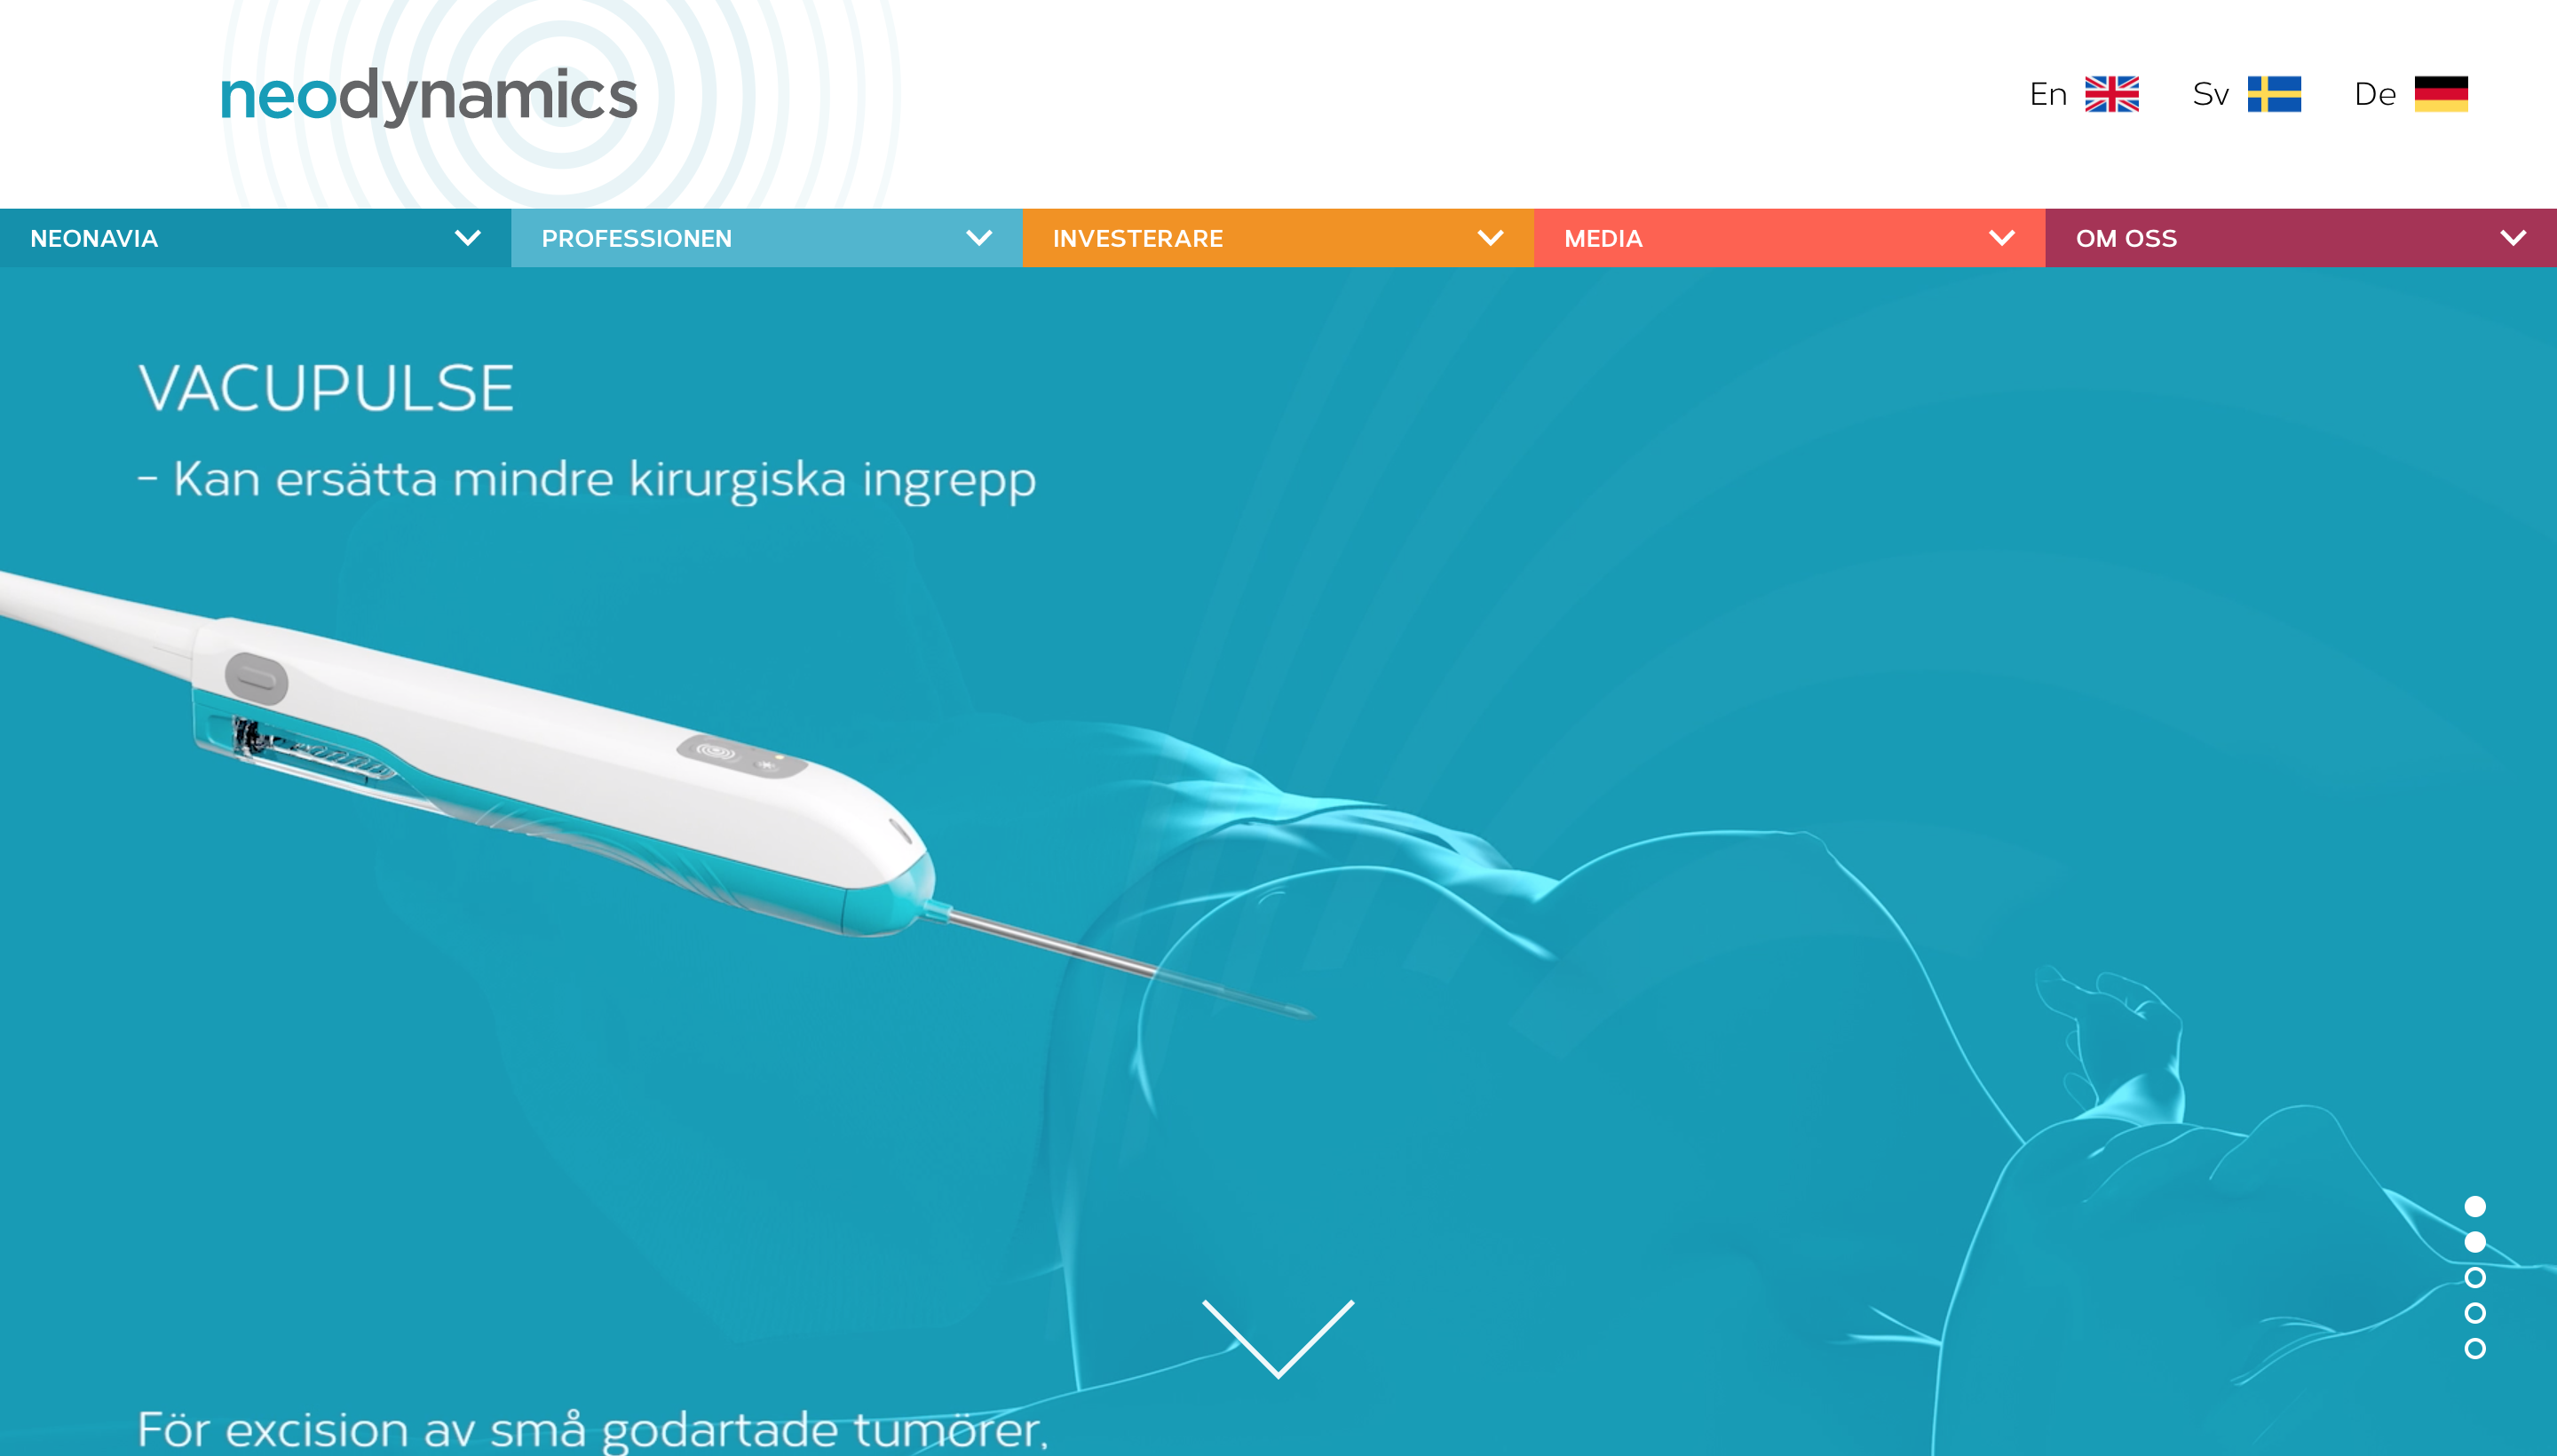 neodynamics
En Sv De
NEONAVIA PROFESSIONEN INVESTERARE MEDIA OM OSS
VACUPULSE
– Kan ersätta mindre kirurgiska ingrepp
För excision av små godartade tumörer,